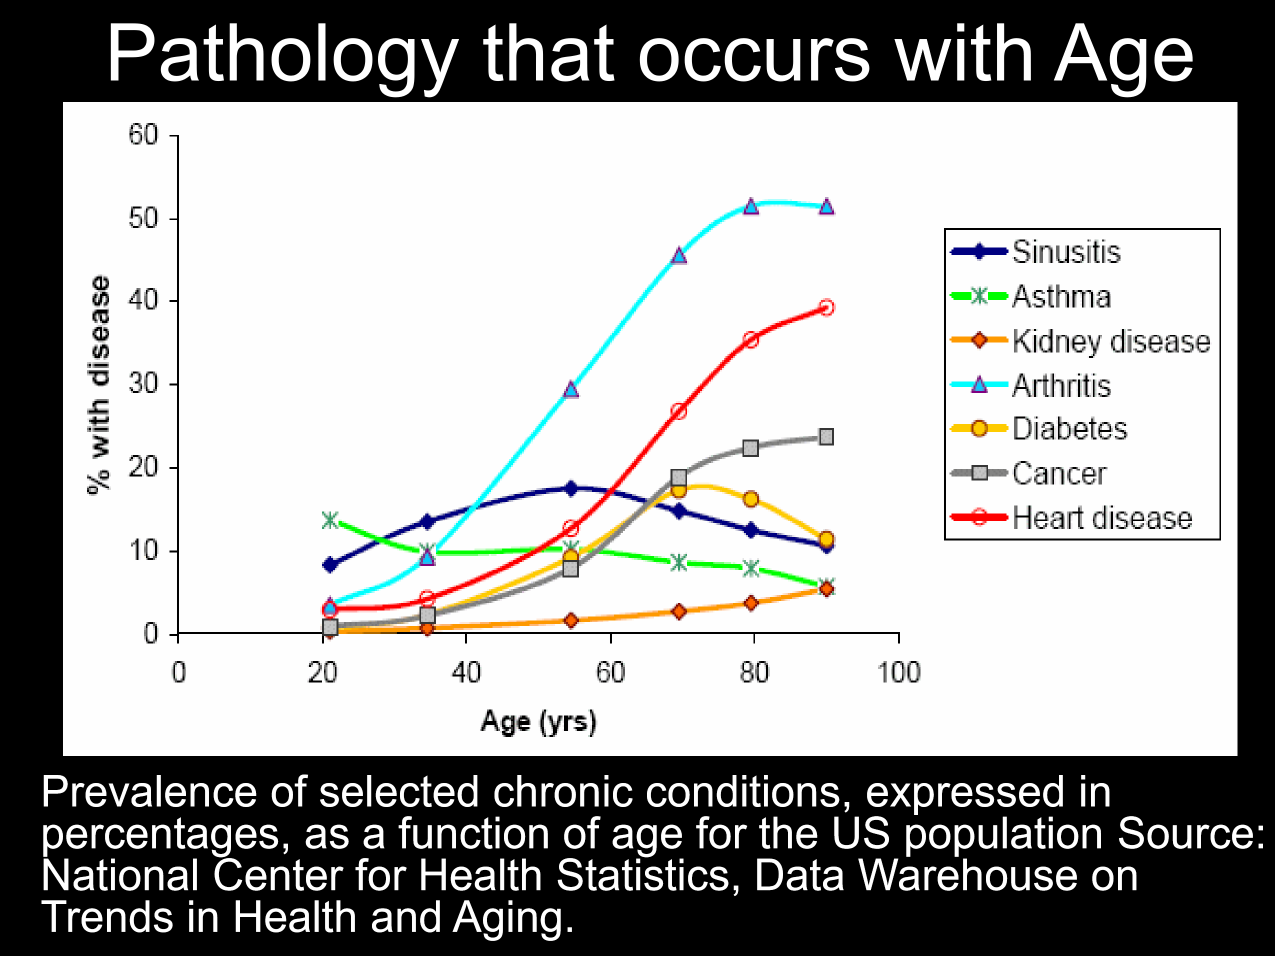 Pathology that occurs with Age
60
50
40
30
20
10
0
% with disease
0 20 40 60 80 100
Age (yrs)
Sinusitis
Asthma
Kidney disease
Arthritis
Diabetes
Cancer
Heart disease
Prevalence of selected chronic conditions, expressed in
percentages, as a function of age for the US population Source:
National Center for Health Statistics, Data Warehouse on
Trends in Health and Aging.